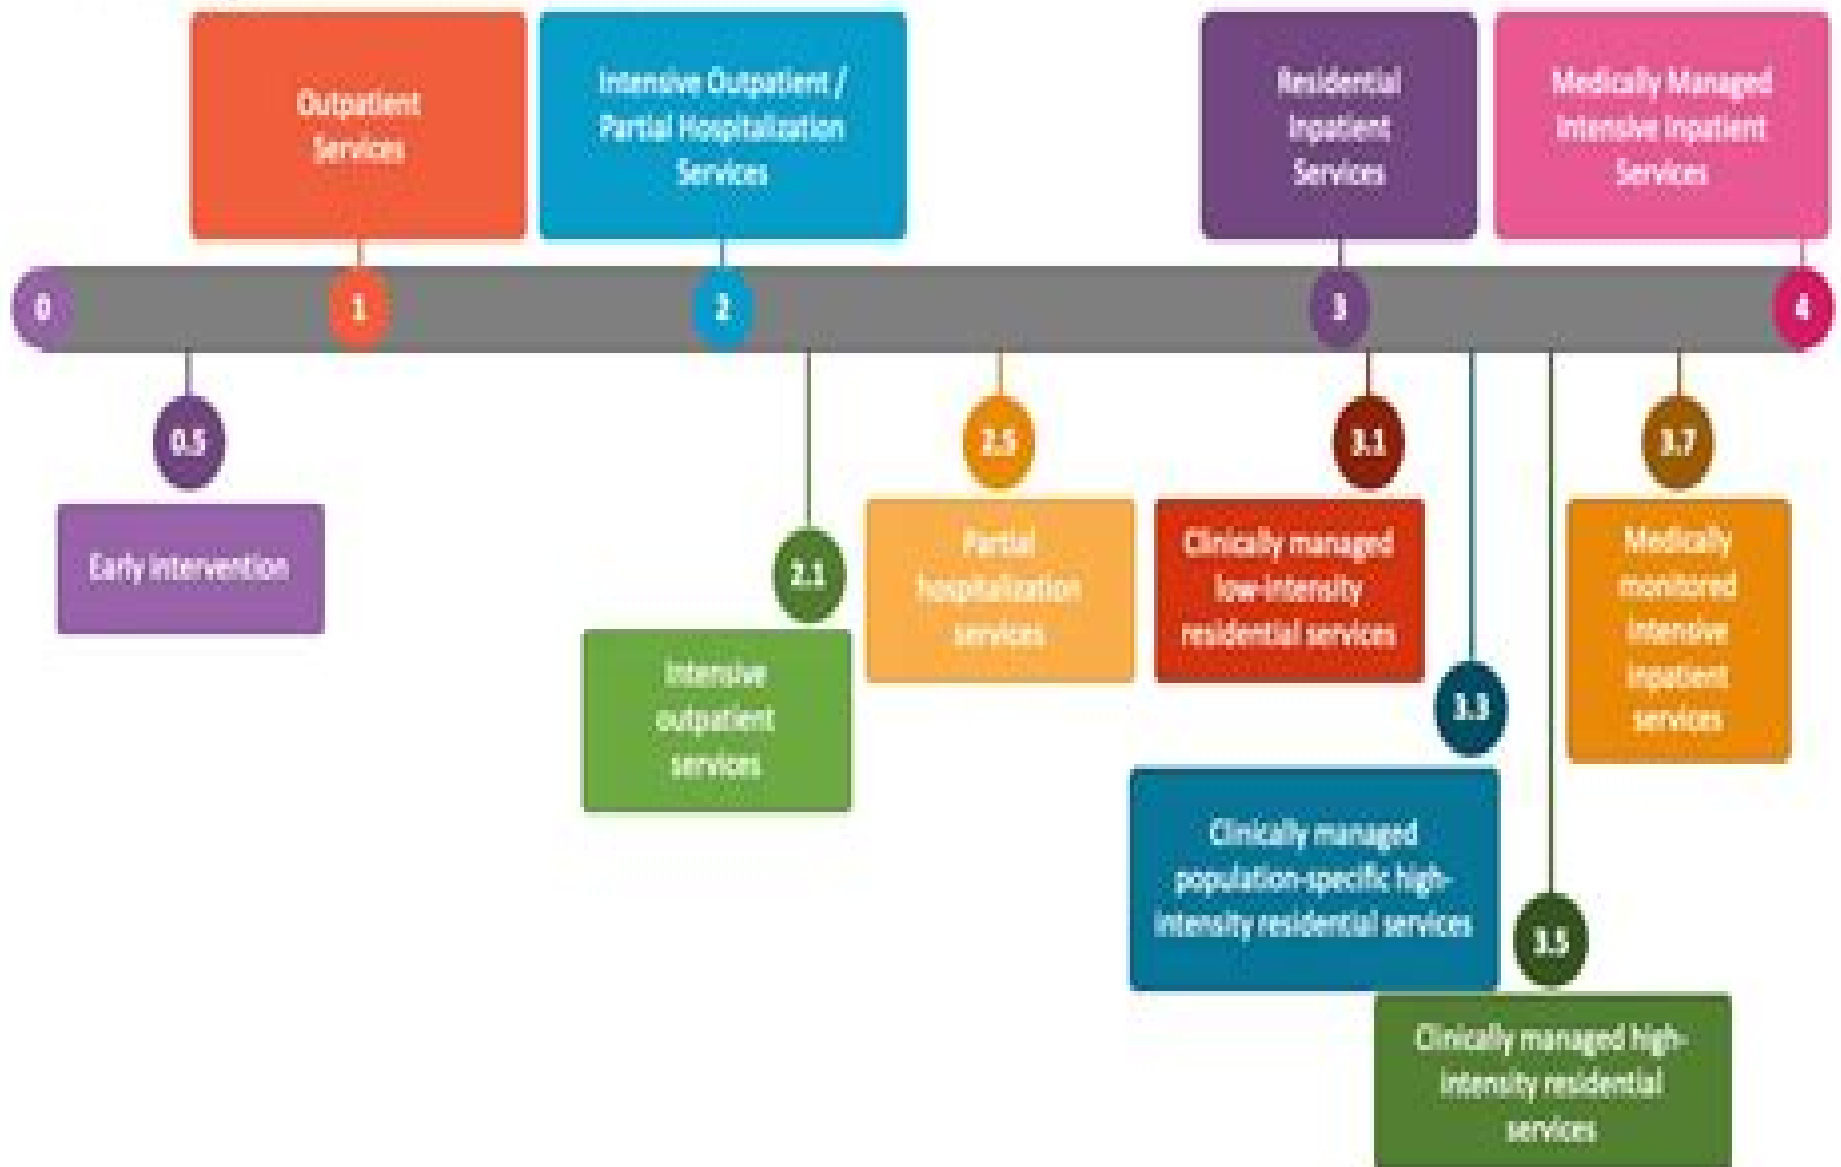 Outpatient
Services
Intensive Outpatient /
Partial Hospitalization
Services
Residential
Inpatient
Services
Medically Managed
Intensive Inpatient
Services
0
1
2
3
4
0.5
Early intervention
2.1
Intensive
outpatient
services
2.5
Partial
hospitalization
services
3.1
Clinically managed
low-intensity
residential services
3.3
Clinically managed
population-specific high-
intensity residential services
3.5
Clinically managed high-
intensity residential
services
3.7
Medically
monitored
intensive
inpatient
services